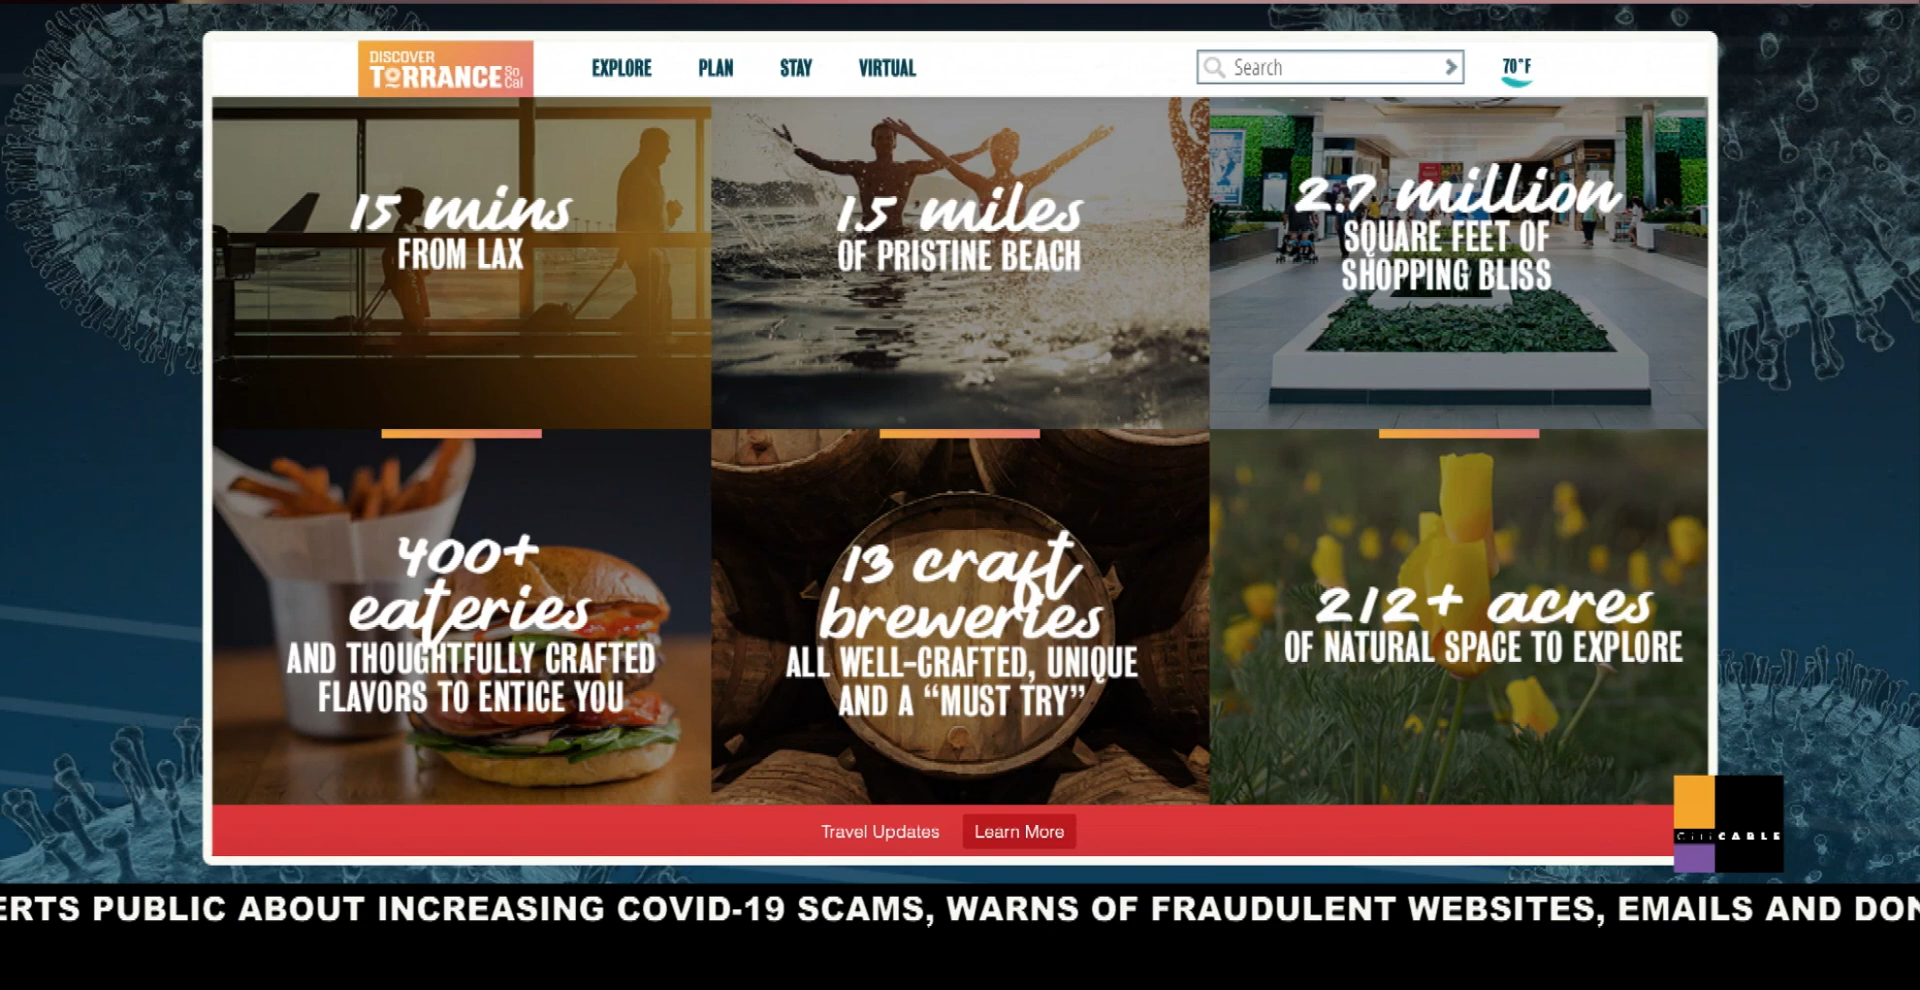 DISCOVER
TORRANCE So Cal
EXPLORE PLAN STAY VIRTUAL
Search
70°F
15 mins
FROM LAX
1.5 miles
OF PRISTINE BEACH
2.7 million
SQUARE FEET OF
SHOPPING BLISS
400+
eateries
AND THOUGHTFULLY CRAFTED
FLAVORS TO ENTICE YOU
13 craft
breweries
ALL WELL-CRAFTED, UNIQUE
AND A “MUST TRY”
212+ acres
OF NATURAL SPACE TO EXPLORE
Travel Updates Learn More
CitiCABLE
ERTS PUBLIC ABOUT INCREASING COVID-19 SCAMS, WARNS OF FRAUDULENT WEBSITES, EMAILS AND DON